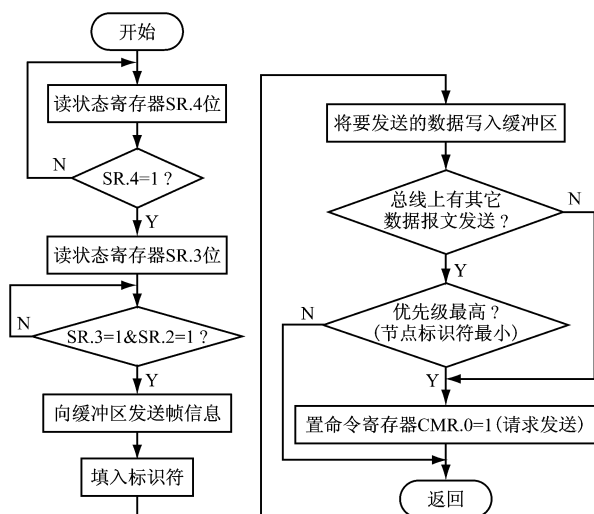 开始
读状态寄存器SR.4位
N
SR.4=1？
Y
读状态寄存器SR.3位
N
SR.3=1&SR.2=1？
Y
向缓冲区发送帧信息
填入标识符
将要发送的数据写入缓冲区
总线上有其它
数据报文发送？
N
Y
N
优先级最高？
(节点标识符最小)
Y
置命令寄存器CMR.0=1(请求发送)
返回